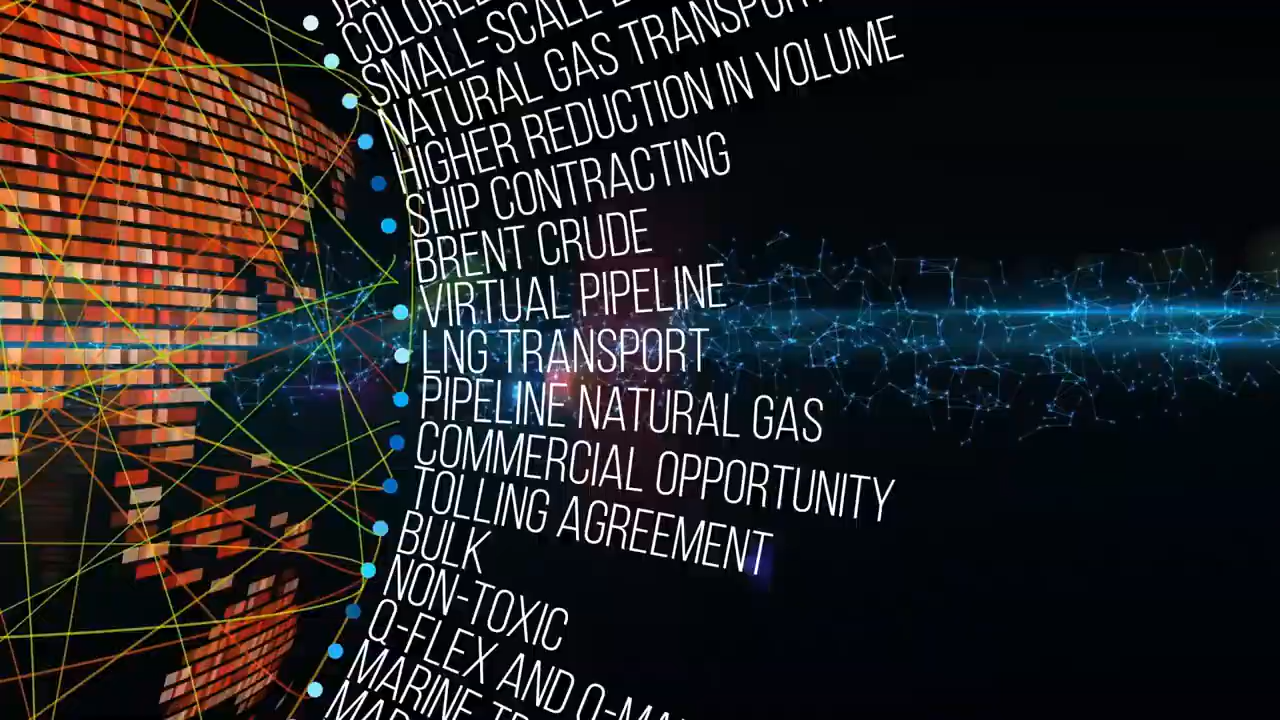 SMALL-SCALE
NATURAL GAS TRANSPORT
HIGHER REDUCTION IN VOLUME
SHIP CONTRACTING
BRENT CRUDE
VIRTUAL PIPELINE
LNG TRANSPORT
PIPELINE NATURAL GAS
COMMERCIAL OPPORTUNITY
TOLLING AGREEMENT
BULK
NON-TOXIC
Q-FLEX AND
MARINE